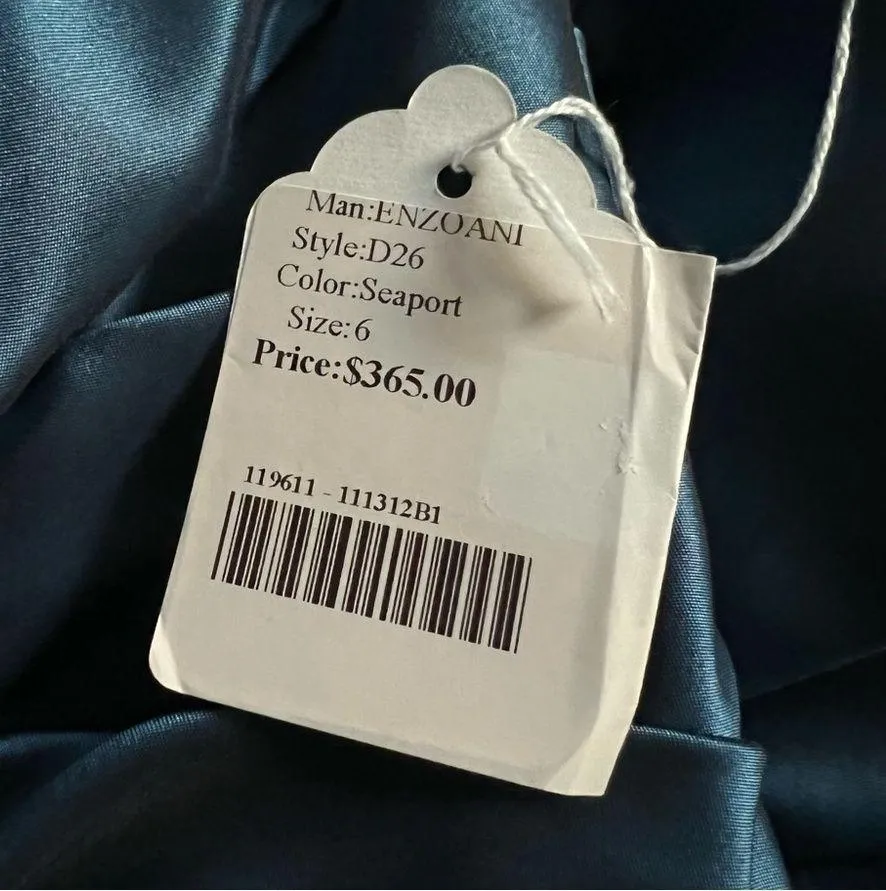 Man:ENZOANI
Style:D26
Color:Seaport
Size:6
Price:$365.00
119611 - 111312B1